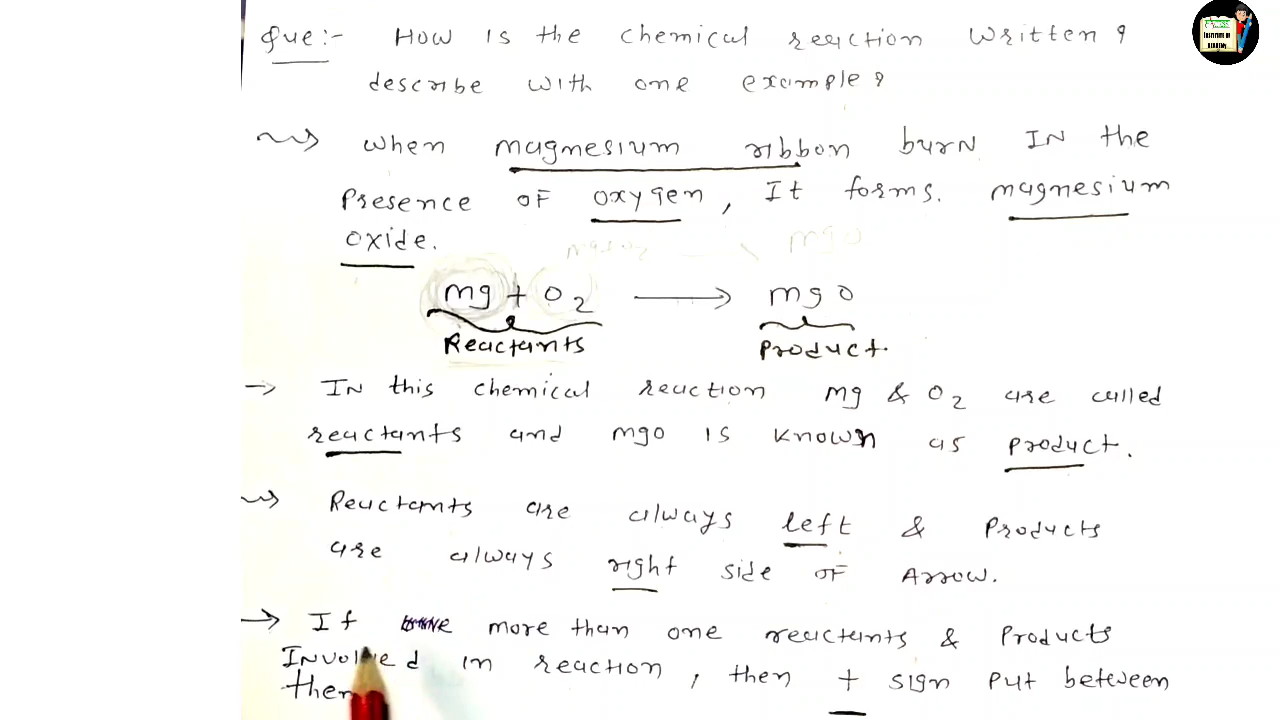 Que:- How is the chemical reaction written?
describe with one example?
When magnesium ribbon burn IN the
Presence of oxygen, It forms. magnesium
oxide.
mgo
mg + O2 → mgo
Reactants Product.
→ IN this chemical reaction mg & O2 are called
reactants and mgo is known as product.
Reactants are always left & Products
are always right side of Arrow.
→ If more than one reactants & Products
Involved in reaction, then + sign put between
them